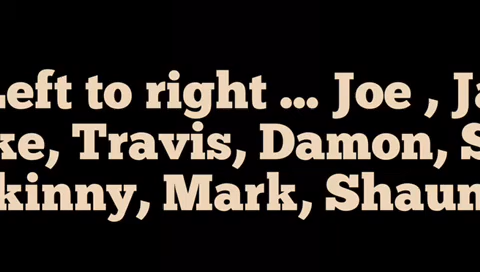 Left to right ... Joe , Ja
ke, Travis, Damon, S
kinny, Mark, Shaun